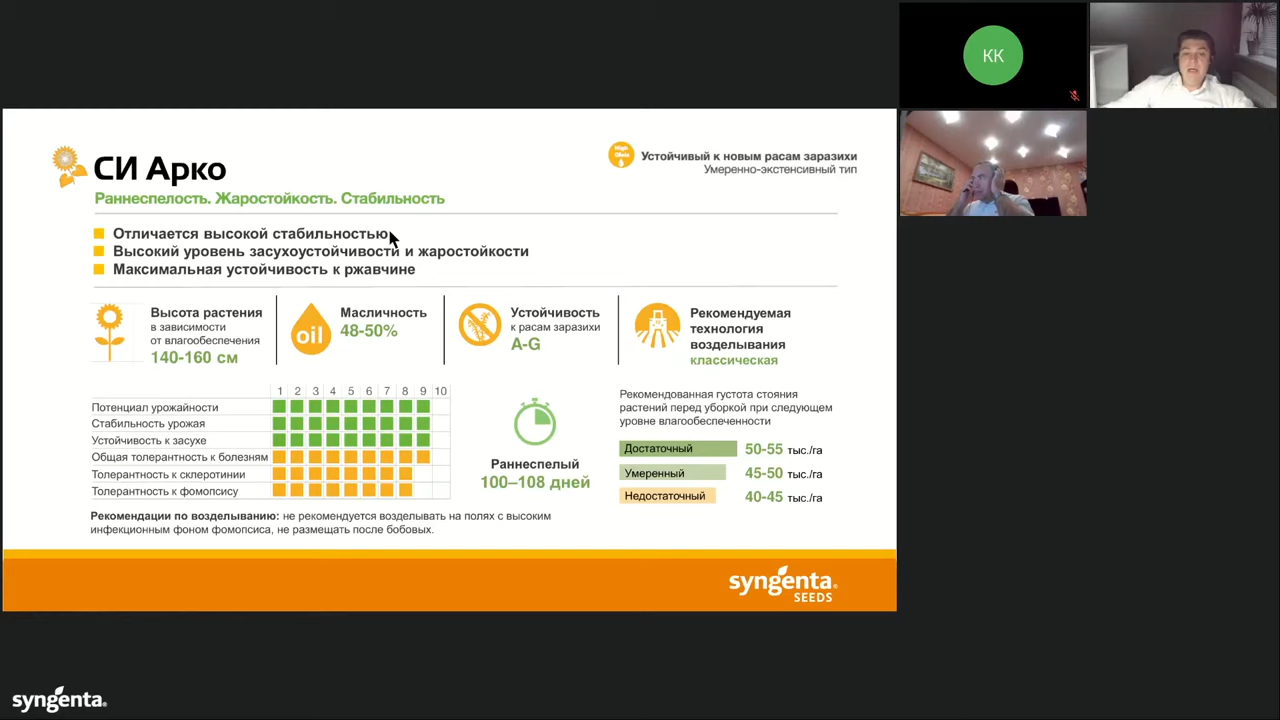 КК
СИ Арко
Раннеспелость. Жаростойкость. Стабильность
High Oleic
Устойчивый к новым расам заразихи
Умеренно-экстенсивный тип
Отличается высокой стабильностью
Высокий уровень засухоустойчивости и жаростойкости
Максимальная устойчивость к ржавчине
Высота растения
в зависимости
от влагообеспечения
140-160 см
oil
Масличность
48-50%
Устойчивость
к расам заразихи
A-G
Рекомендуемая
технология
возделывания
классическая
1 2 3 4 5 6 7 8 9 10
Потенциал урожайности
Стабильность урожая
Устойчивость к засухе
Общая толерантность к болезням
Толерантность к склеротинии
Толерантность к фомопсису
Раннеспелый
100–108 дней
Рекомендованная густота стояния
растений перед уборкой при следующем
уровне влагообеспеченности
Достаточный 50-55 тыс./га
Умеренный 45-50 тыс./га
Недостаточный 40-45 тыс./га
Рекомендации по возделыванию: не рекомендуется возделывать на полях с высоким
инфекционным фоном фомопсиса, не размещать после бобовых.
syngenta®
SEEDS
syngenta®